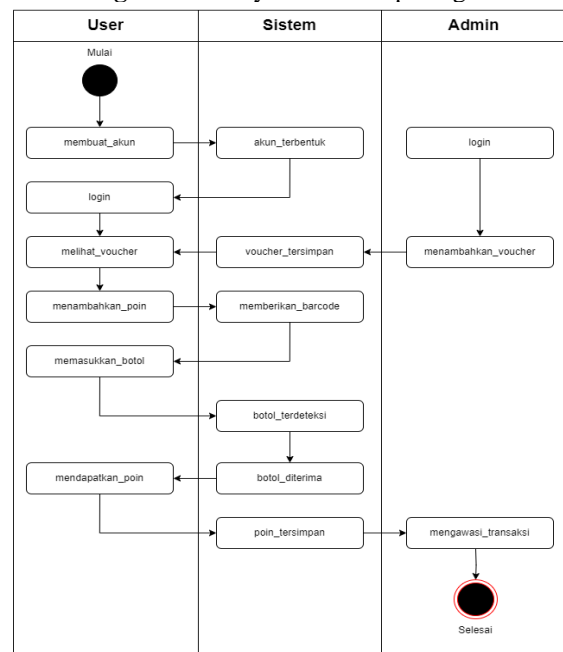 User Sistem Admin
Mulai
membuat_akun akun_terbentuk login
login
melihat_voucher voucher_tersimpan menambahkan_voucher
menambahkan_poin memberikan_barcode
memasukkan_botol
botol_terdeteksi
mendapatkan_poin botol_diterima
poin_tersimpan mengawasi_transaksi
Selesai